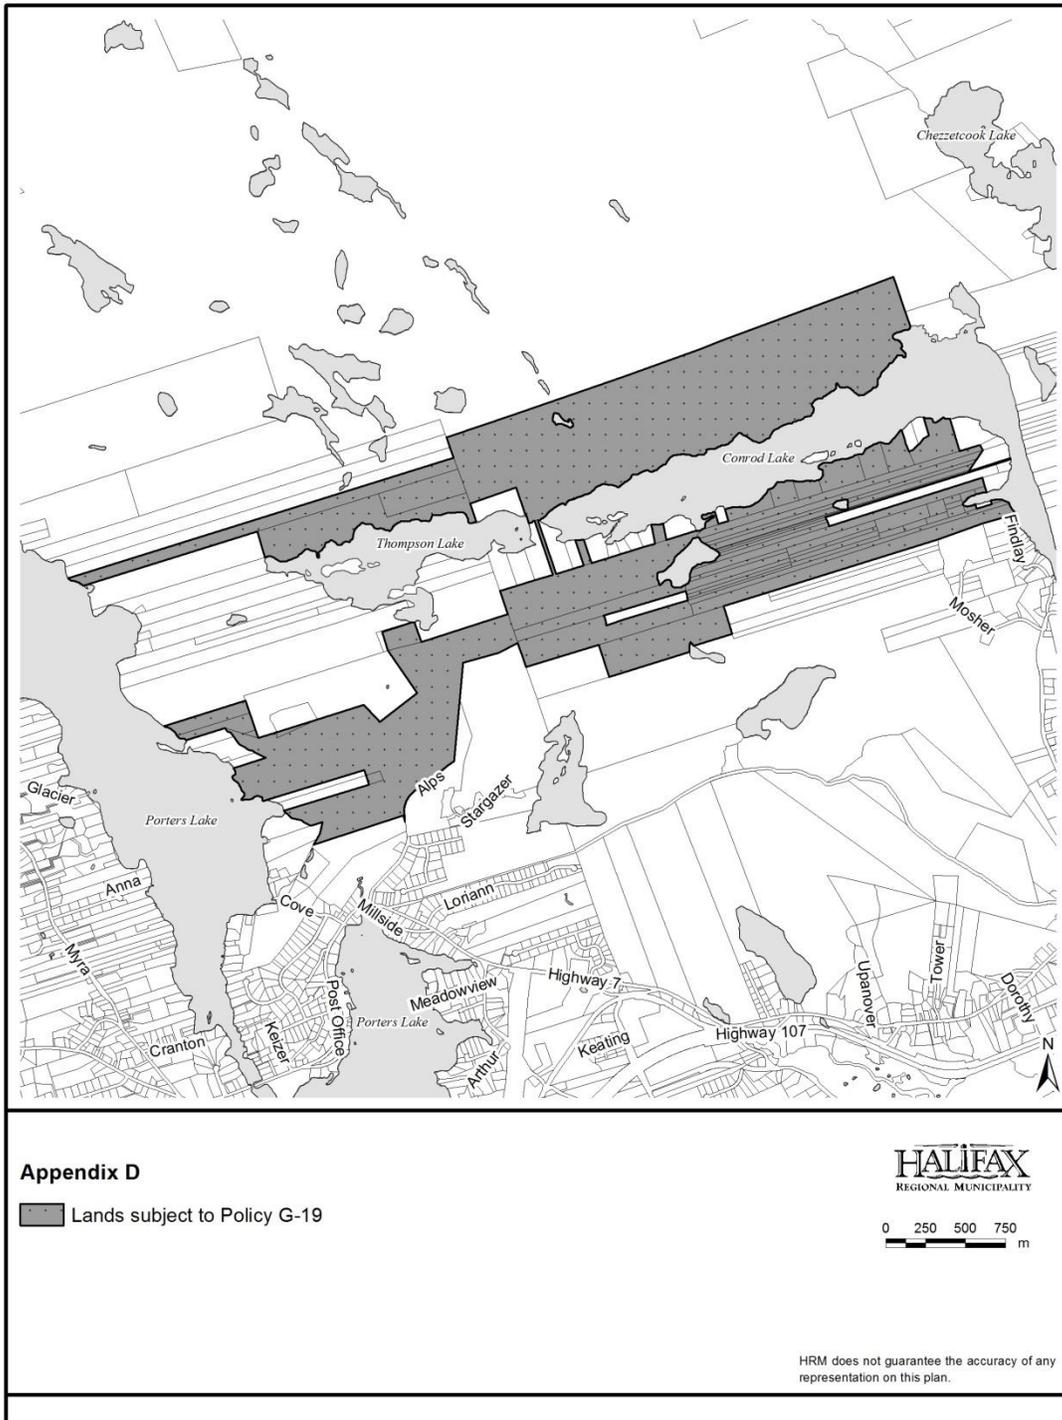 Chezzetcook Lake
Conrod Lake
Thompson Lake
Findlay
Mosher
Alps
Stargazer
Glacier
Porters Lake
Anna
Loriann
Cove
Millside
Myra
Highway 7
Meadowview
Post Office
Porters Lake
Upanover
Tower
Dorothy
Keizer
Cranton
Arthur
Keating
Highway 107
N
Appendix D
Lands subject to Policy G-19
HALIFAX
REGIONAL MUNICIPALITY
0 250 500 750
m
HRM does not guarantee the accuracy of any
representation on this plan.